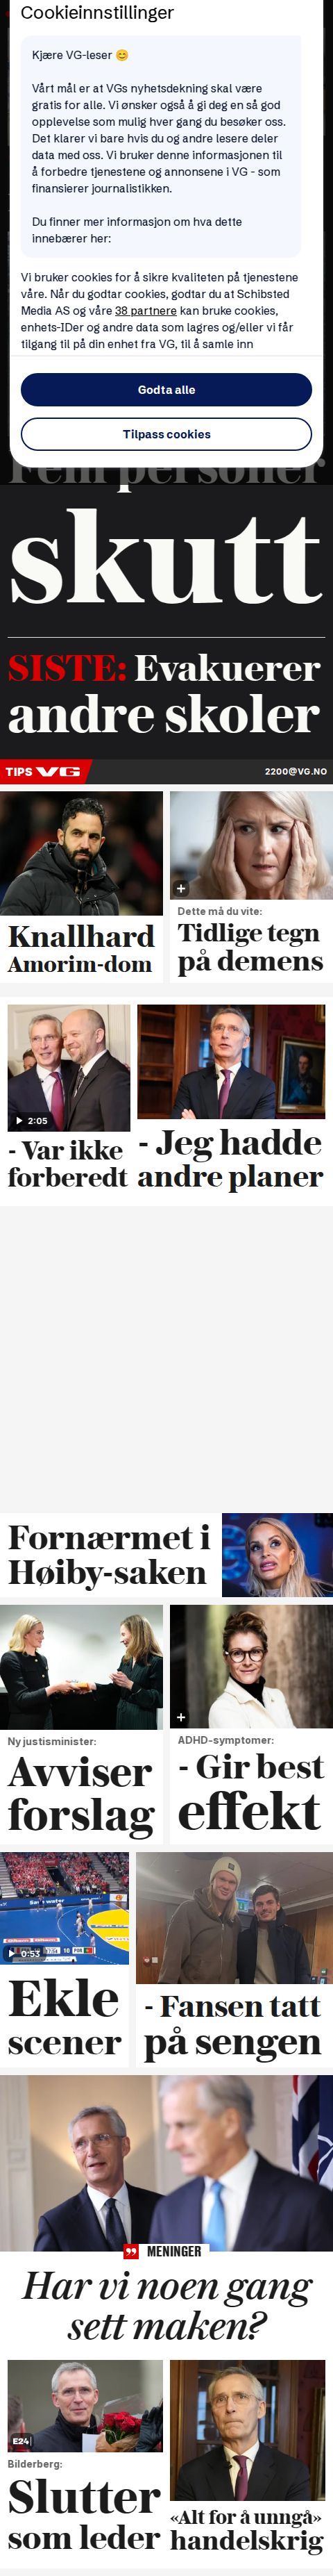 Cookieinnstillinger
Kjære VG-leser 😊
Vårt mål er at VGs nyhetsdekning skal være
gratis for alle. Vi ønsker også å gi deg en så god
opplevelse som mulig hver gang du besøker oss.
Det klarer vi bare hvis du og andre lesere deler
data med oss. Vi bruker denne informasjonen til
å forbedre tjenestene og annonsene i VG - som
finansierer journalistikken.
Du finner mer informasjon om hva dette
innebærer her:
Vi bruker cookies for å sikre kvaliteten på tjenestene
våre. Når du godtar cookies, godtar du at Schibsted
Media AS og våre 38 partnere kan bruke cookies,
enhets-IDer og andre data som lagres og/eller vi får
tilgang til på din enhet fra VG, til å samle inn
Godta alle
Tilpass cookies
Fem personer
skutt
SISTE: Evakuerer
andre skoler
TIPS VG
2200@VG.NO
Knallhard
Amorim-dom
Dette må du vite:
Tidlige tegn
på demens
2:05
- Var ikke
forberedt
- Jeg hadde
andre planer
Fornærmet i
Høiby-saken
Ny justisminister:
Avviser
forslag
ADHD-symptomer:
- Gir best
effekt
0:53
Ekle
scener
- Fansen tatt
på sengen
MENINGER
Har vi noen gang
sett maken?
E24
Bilderberg:
Slutter
som leder
«Alt for å unngå»
handelskrig